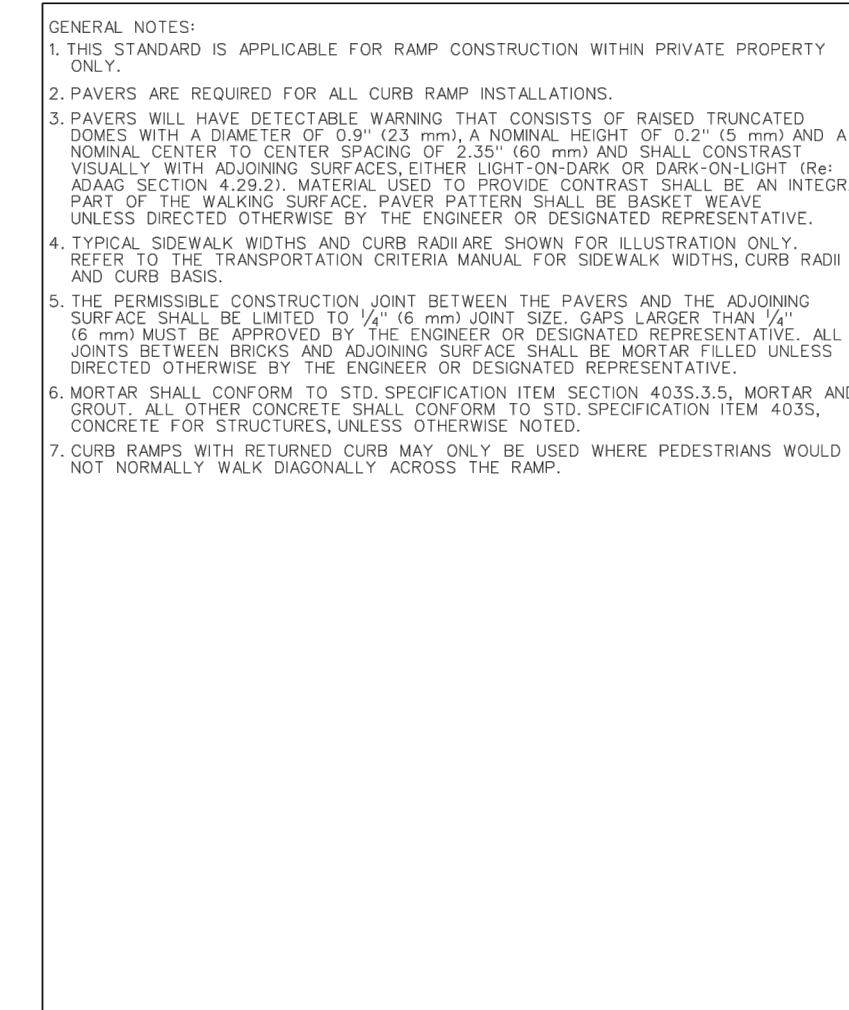 GENERAL NOTES:
1. THIS STANDARD IS APPLICABLE FOR RAMP CONSTRUCTION WITHIN PRIVATE PROPERTY
ONLY.
2. PAVERS ARE REQUIRED FOR ALL CURB RAMP INSTALLATIONS.
3. PAVERS WILL HAVE DETECTABLE WARNING THAT CONSISTS OF RAISED TRUNCATED
DOMES WITH A DIAMETER OF 0.9" (23 mm), A NOMINAL HEIGHT OF 0.2" (5 mm) AND A
NOMINAL CENTER TO CENTER SPACING OF 2.35" (60 mm) AND SHALL CONSTRAST
VISUALLY WITH ADJOINING SURFACES, EITHER LIGHT-ON-DARK OR DARK-ON-LIGHT (Re:
ADAAG SECTION 4.29.2). MATERIAL USED TO PROVIDE CONTRAST SHALL BE AN INTEGR
PART OF THE WALKING SURFACE. PAVER PATTERN SHALL BE BASKET WEAVE
UNLESS DIRECTED OTHERWISE BY THE ENGINEER OR DESIGNATED REPRESENTATIVE.
4. TYPICAL SIDEWALK WIDTHS AND CURB RADII ARE SHOWN FOR ILLUSTRATION ONLY.
REFER TO THE TRANSPORTATION CRITERIA MANUAL FOR SIDEWALK WIDTHS, CURB RADII
AND CURB BASIS.
5. THE PERMISSIBLE CONSTRUCTION JOINT BETWEEN THE PAVERS AND THE ADJOINING
SURFACE SHALL BE LIMITED TO 1/4" (6 mm) JOINT SIZE. GAPS LARGER THAN 1/4"
(6 mm) MUST BE APPROVED BY THE ENGINEER OR DESIGNATED REPRESENTATIVE. ALL
JOINTS BETWEEN BRICKS AND ADJOINING SURFACE SHALL BE MORTAR FILLED UNLESS
DIRECTED OTHERWISE BY THE ENGINEER OR DESIGNATED REPRESENTATIVE.
6. MORTAR SHALL CONFORM TO STD. SPECIFICATION ITEM SECTION 403S.3.5, MORTAR AND
GROUT. ALL OTHER CONCRETE SHALL CONFORM TO STD. SPECIFICATION ITEM 403S,
CONCRETE FOR STRUCTURES, UNLESS OTHERWISE NOTED.
7. CURB RAMPS WITH RETURNED CURB MAY ONLY BE USED WHERE PEDESTRIANS WOULD
NOT NORMALLY WALK DIAGONALLY ACROSS THE RAMP.